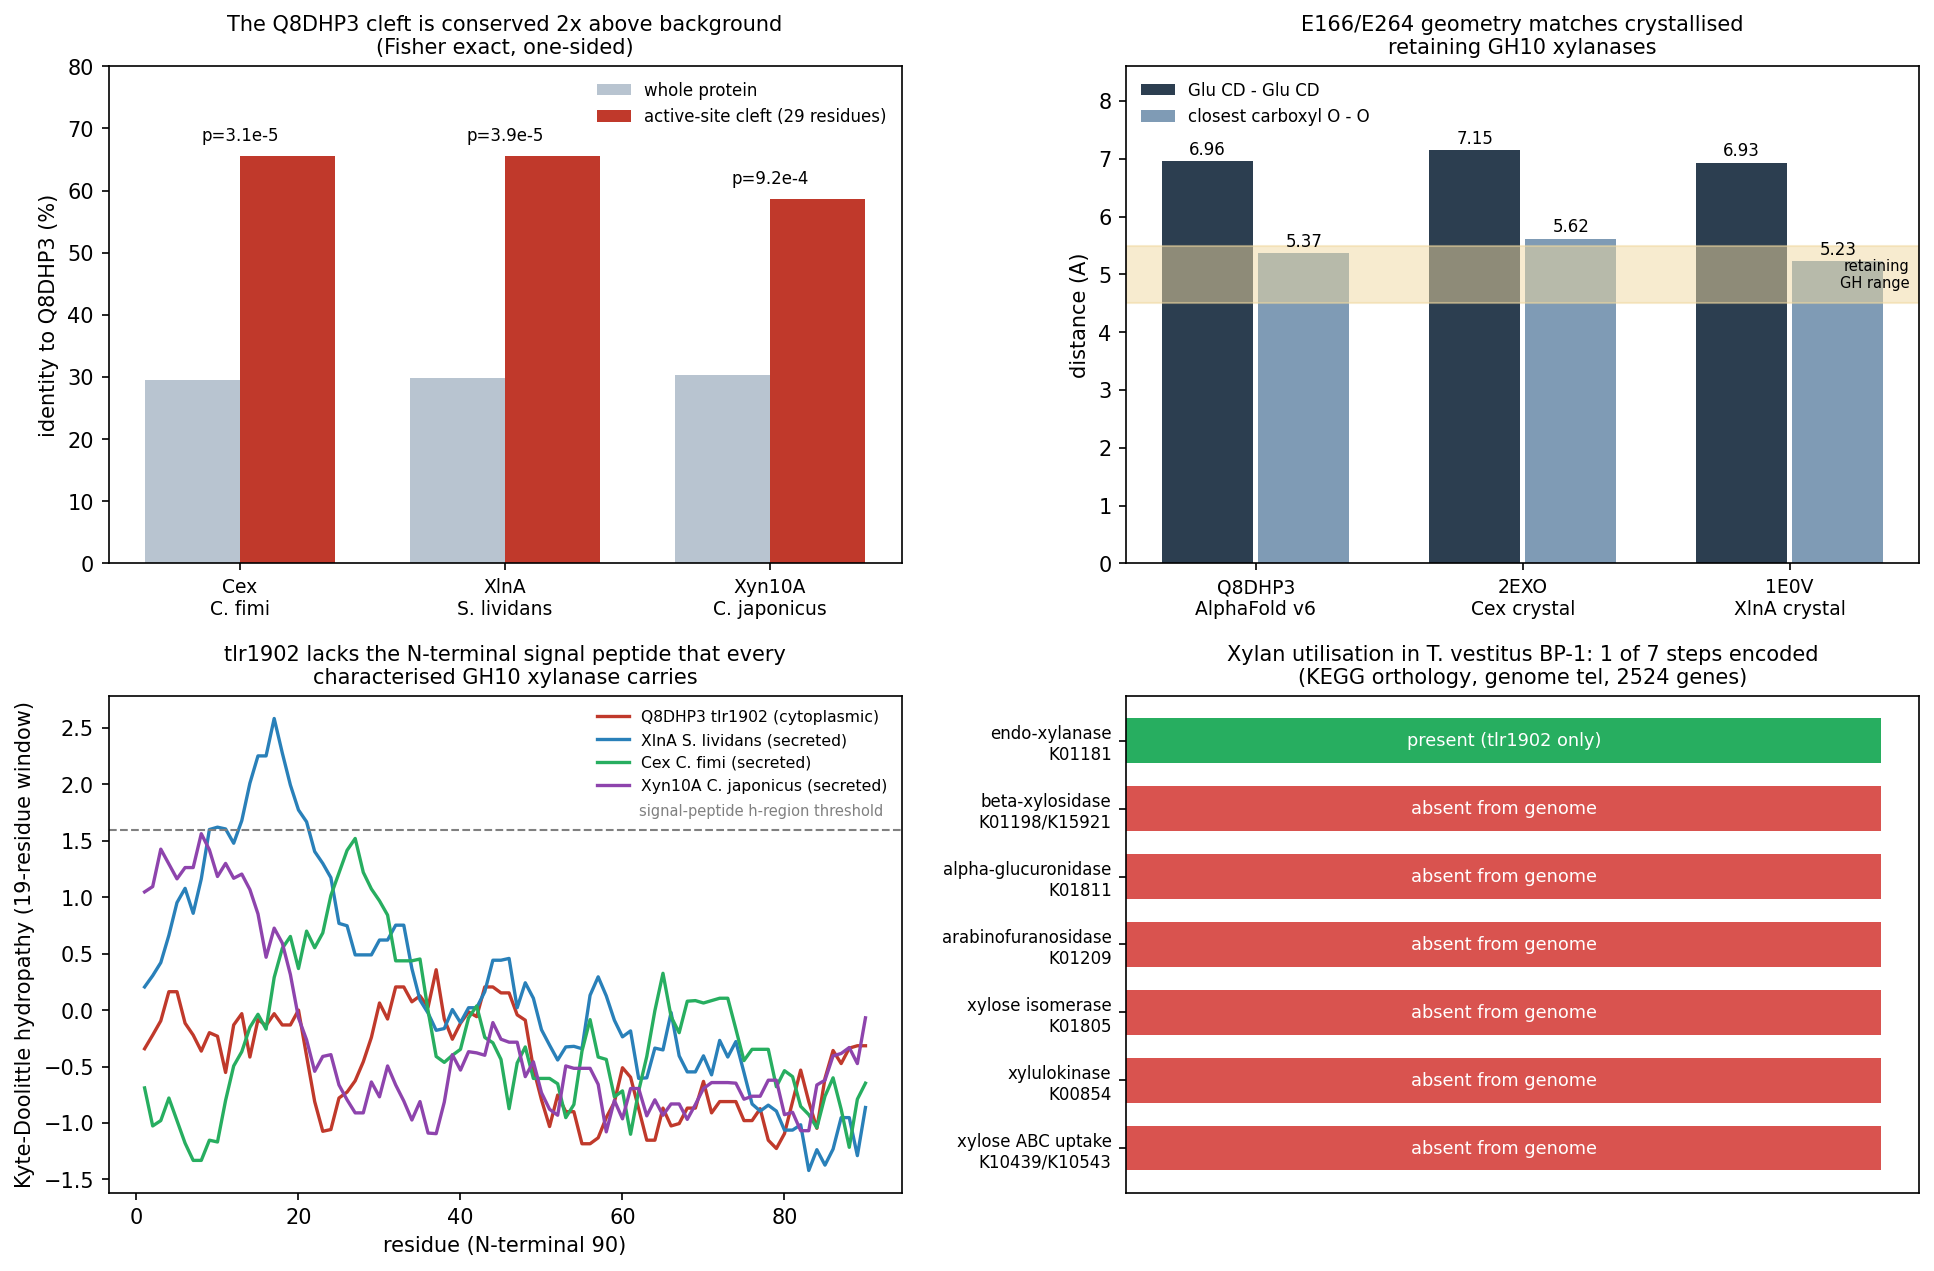 The Q8DHP3 cleft is conserved 2x above background
(Fisher exact, one-sided)
identity to Q8DHP3 (%)
80
70
60
50
40
30
20
10
0
whole protein
active-site cleft (29 residues)
p=3.1e-5
p=3.9e-5
p=9.2e-4
Cex
C. fimi
XlnA
S. lividans
Xyn10A
C. japonicus
E166/E264 geometry matches crystallised
retaining GH10 xylanases
distance (A)
8
7
6
5
4
3
2
1
0
Glu CD - Glu CD
closest carboxyl O - O
6.96
5.37
7.15
5.62
6.93
5.23
retaining
GH range
Q8DHP3
AlphaFold v6
2EXO
Cex crystal
1E0V
XlnA crystal
tlr1902 lacks the N-terminal signal peptide that every
characterised GH10 xylanase carries
Kyte-Doolittle hydropathy (19-residue window)
2.5
2.0
1.5
1.0
0.5
0.0
−0.5
−1.0
−1.5
Q8DHP3 tlr1902 (cytoplasmic)
XlnA S. lividans (secreted)
Cex C. fimi (secreted)
Xyn10A C. japonicus (secreted)
signal-peptide h-region threshold
0
20
40
60
80
residue (N-terminal 90)
Xylan utilisation in T. vestitus BP-1: 1 of 7 steps encoded
(KEGG orthology, genome tel, 2524 genes)
endo-xylanase
K01181
present (tlr1902 only)
beta-xylosidase
K01198/K15921
absent from genome
alpha-glucuronidase
K01811
absent from genome
arabinofuranosidase
K01209
absent from genome
xylose isomerase
K01805
absent from genome
xylulokinase
K00854
absent from genome
xylose ABC uptake
K10439/K10543
absent from genome